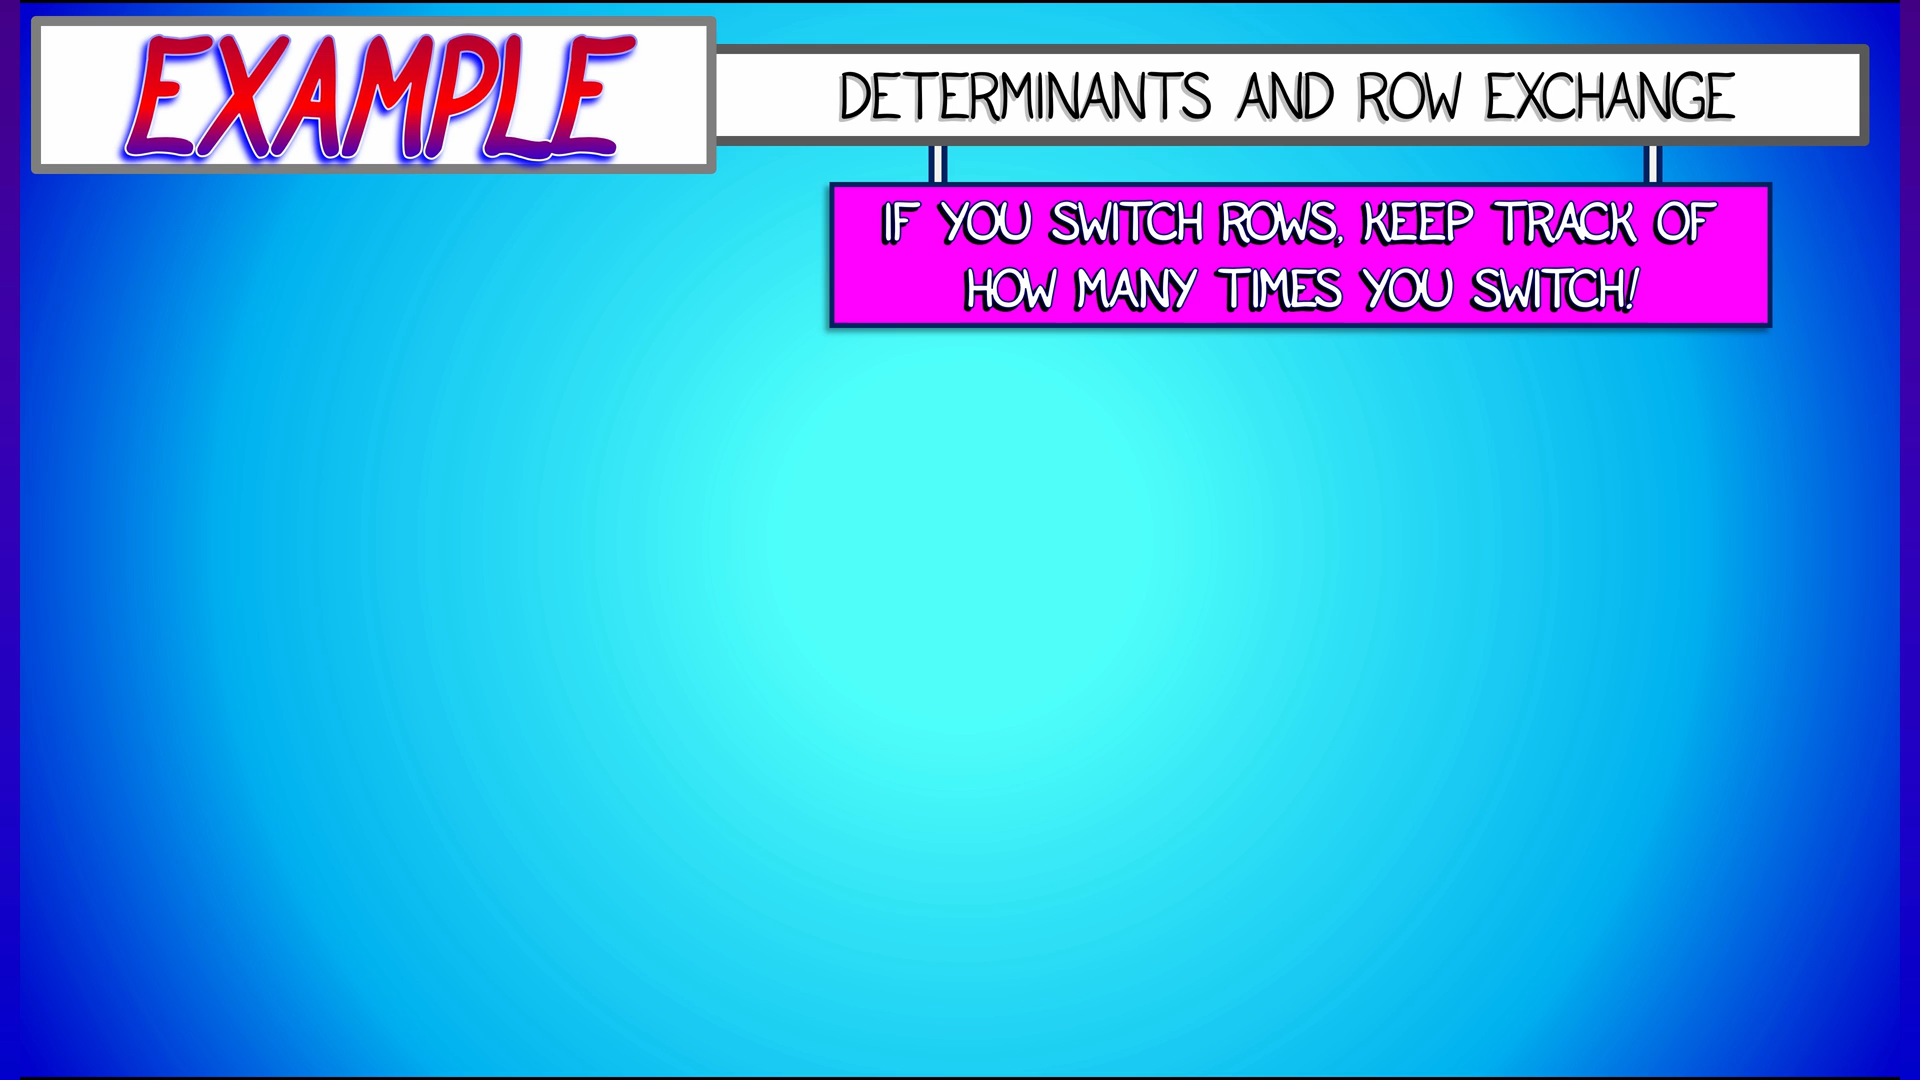 EXAMPLE
DETERMINANTS AND ROW EXCHANGE
IF YOU SWITCH ROWS, KEEP TRACK OF
HOW MANY TIMES YOU SWITCH!